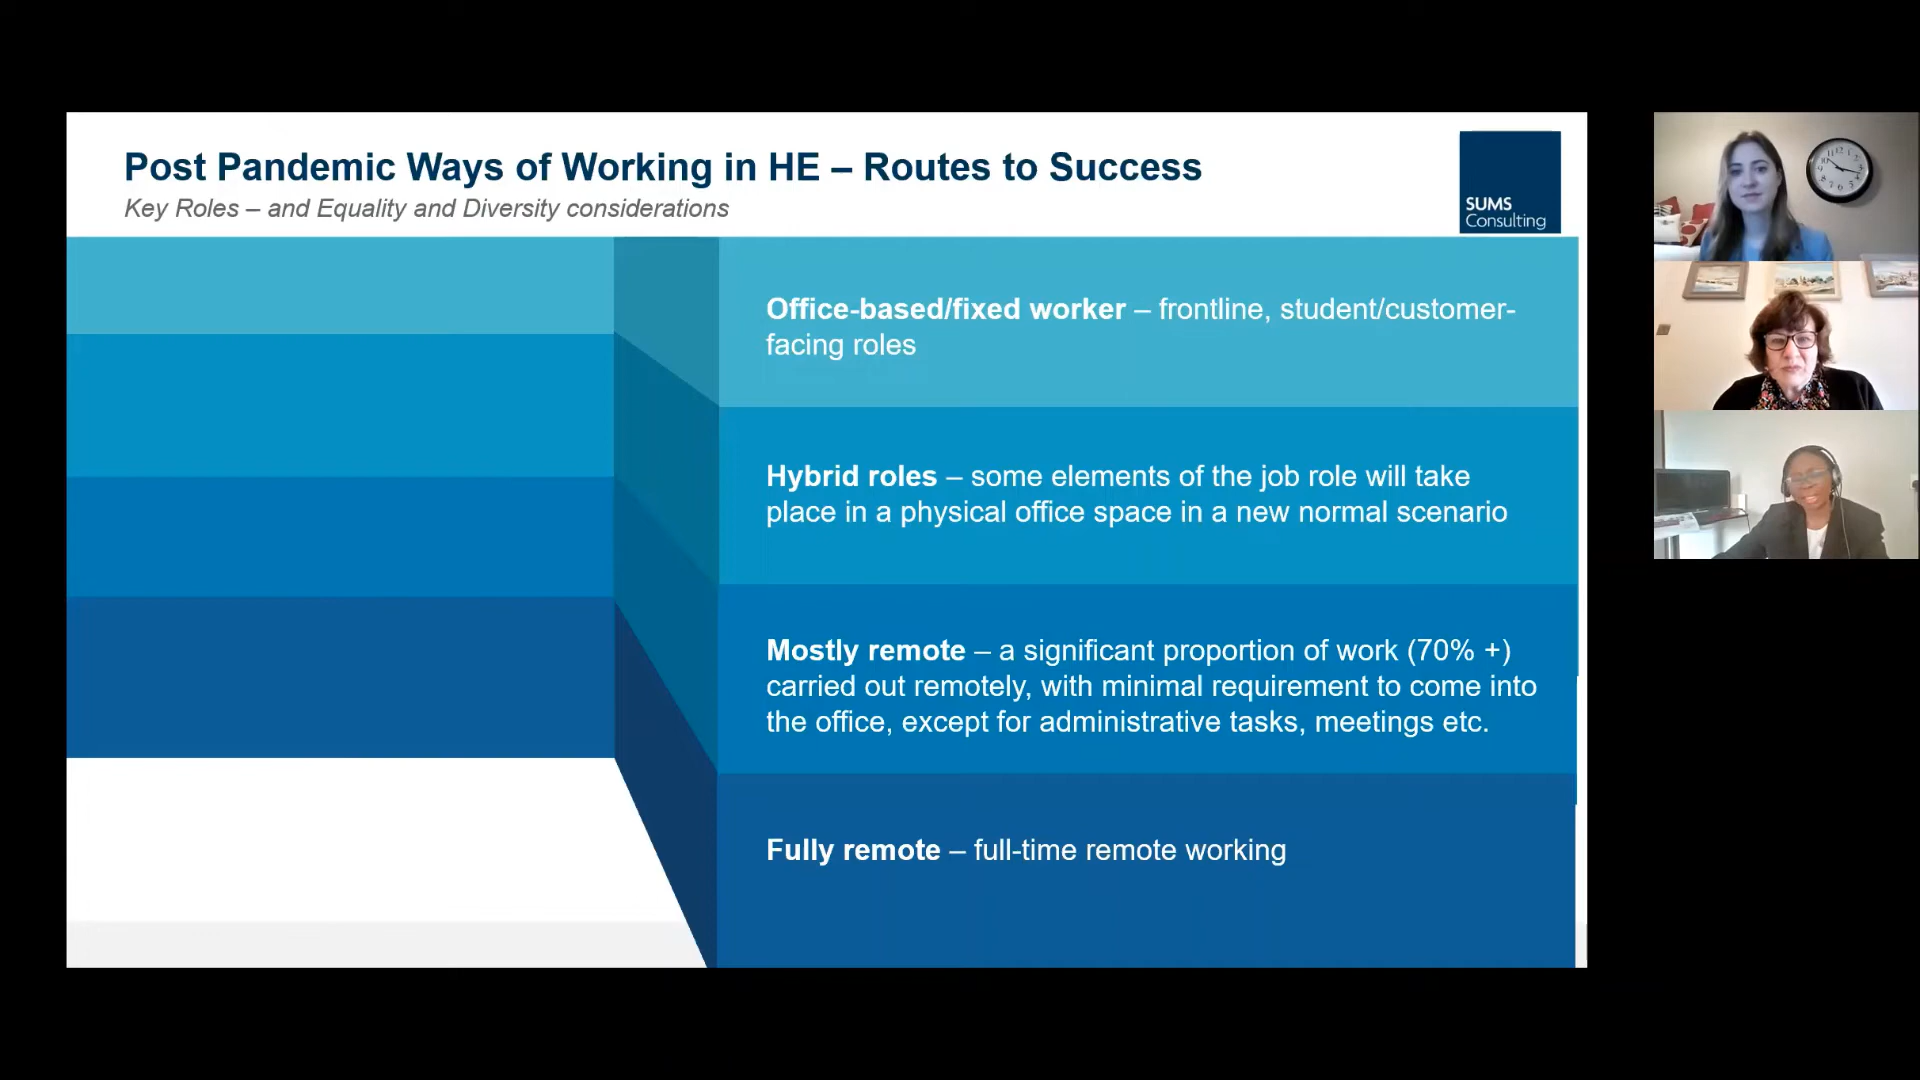 Post Pandemic Ways of Working in HE – Routes to Success
Key Roles – and Equality and Diversity considerations
SUMS
Consulting
Office-based/fixed worker – frontline, student/customer-
facing roles
Hybrid roles – some elements of the job role will take
place in a physical office space in a new normal scenario
Mostly remote – a significant proportion of work (70% +)
carried out remotely, with minimal requirement to come into
the office, except for administrative tasks, meetings etc.
Fully remote – full-time remote working